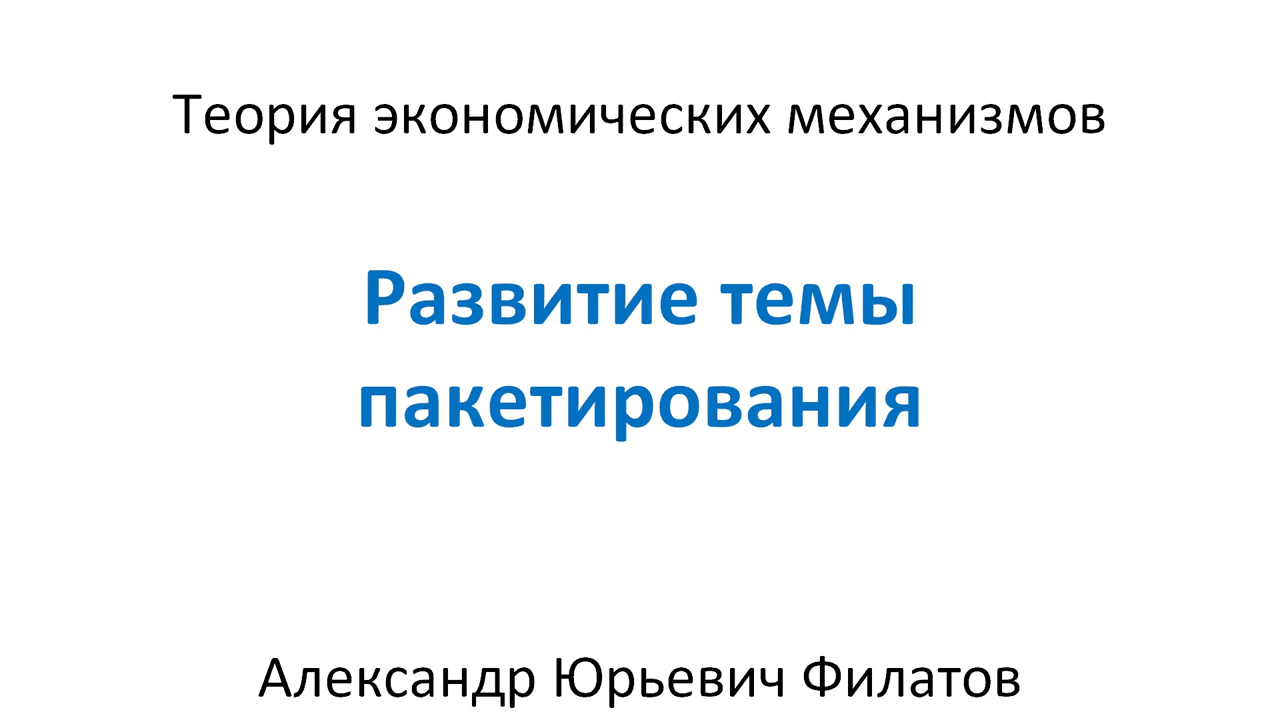 Теория экономических механизмов
Развитие темы
пакетирования
Александр Юрьевич Филатов